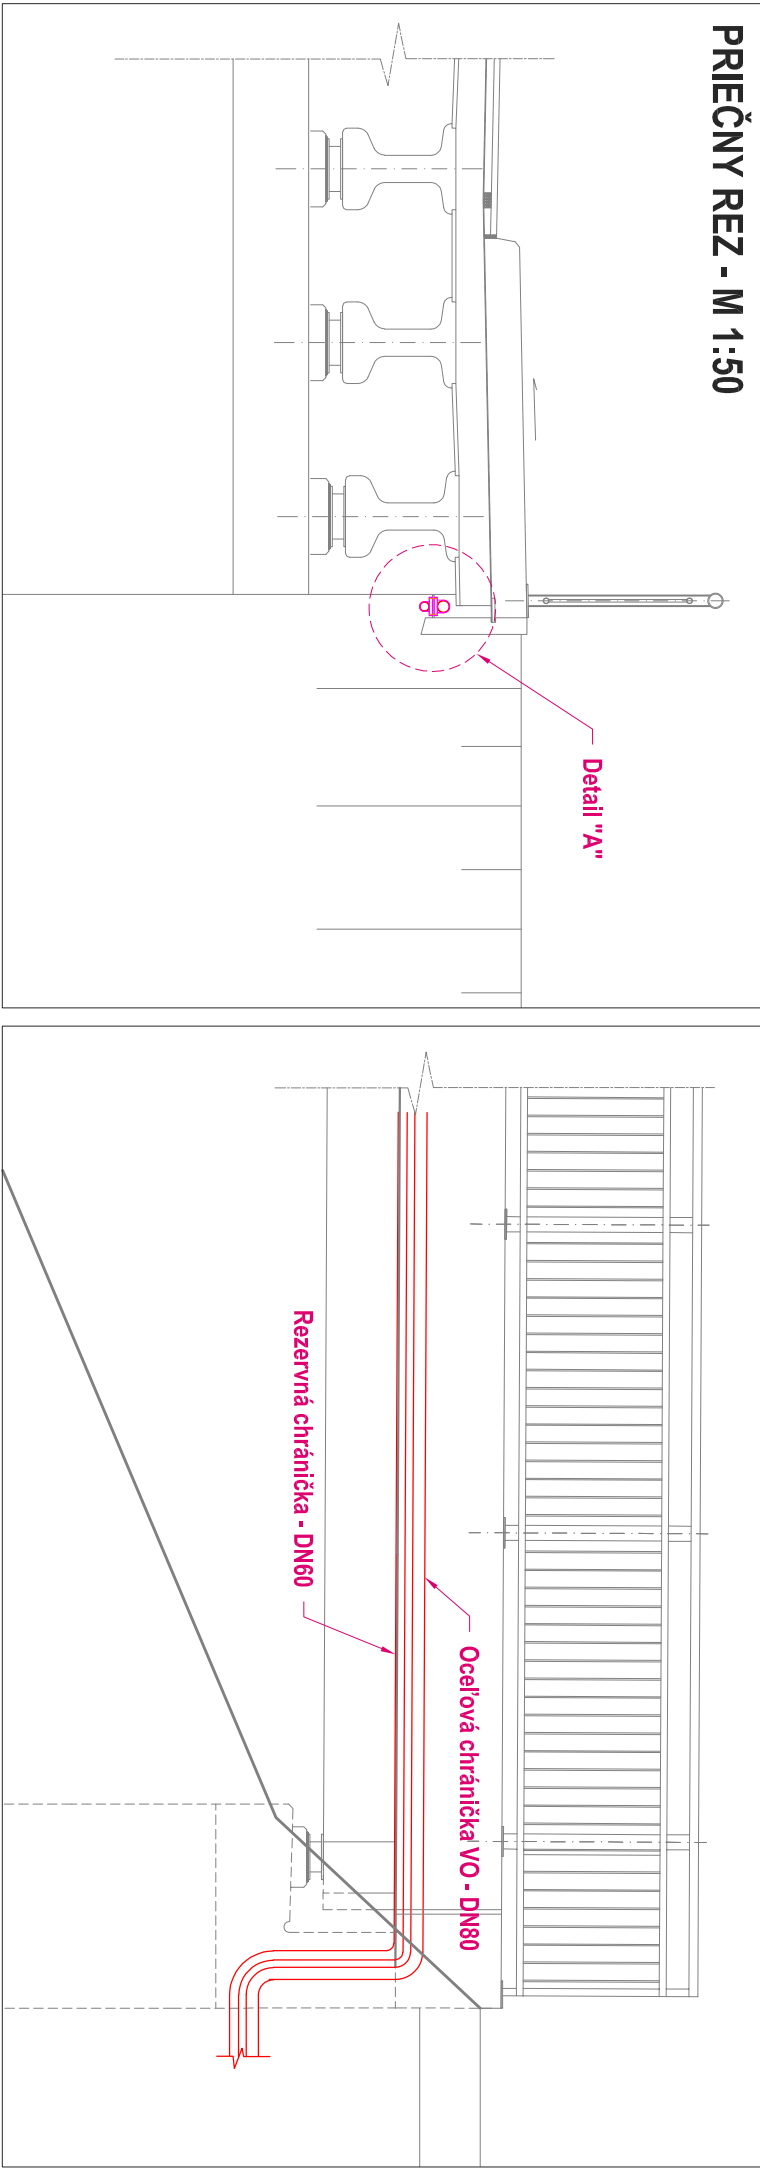 PRIEČNY REZ - M 1:50
Detail "A"
Oceľová chránička VO - DN80
Rezervná chránička - DN60